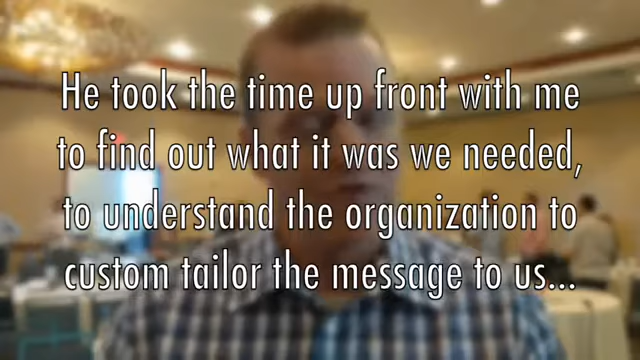 He took the time up front with me
to find out what it was we needed,
to understand the organization to
custom tailor the message to us...